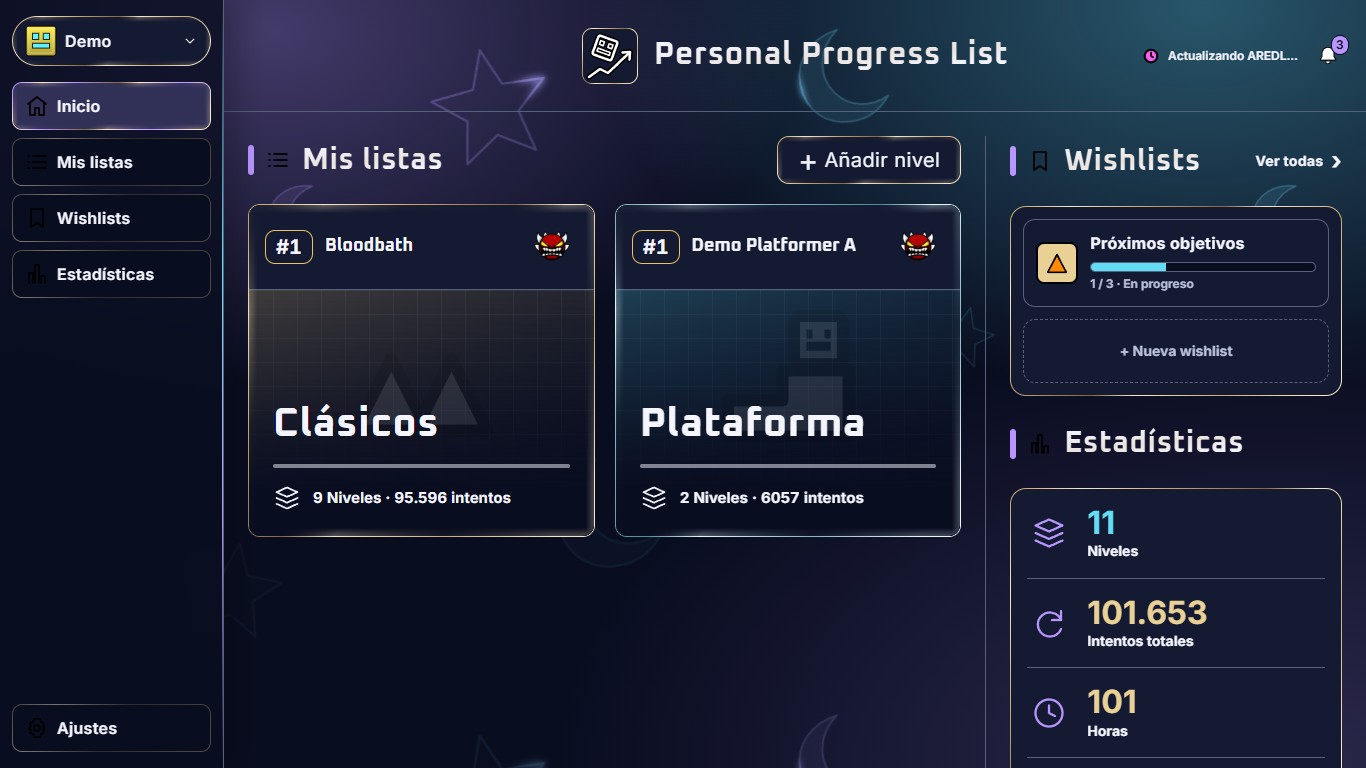 Demo
Inicio
Mis listas
Wishlists
Estadísticas
Ajustes
Personal Progress List
Actualizando AREDL...
3
Mis listas
+ Añadir nivel
#1 Bloodbath
Clásicos
9 Niveles · 95.596 intentos
#1 Demo Platformer A
Plataforma
2 Niveles · 6057 intentos
Wishlists
Ver todas ❯
Próximos objetivos
1 / 3 · En progreso
+ Nueva wishlist
Estadísticas
11
Niveles
101.653
Intentos totales
101
Horas